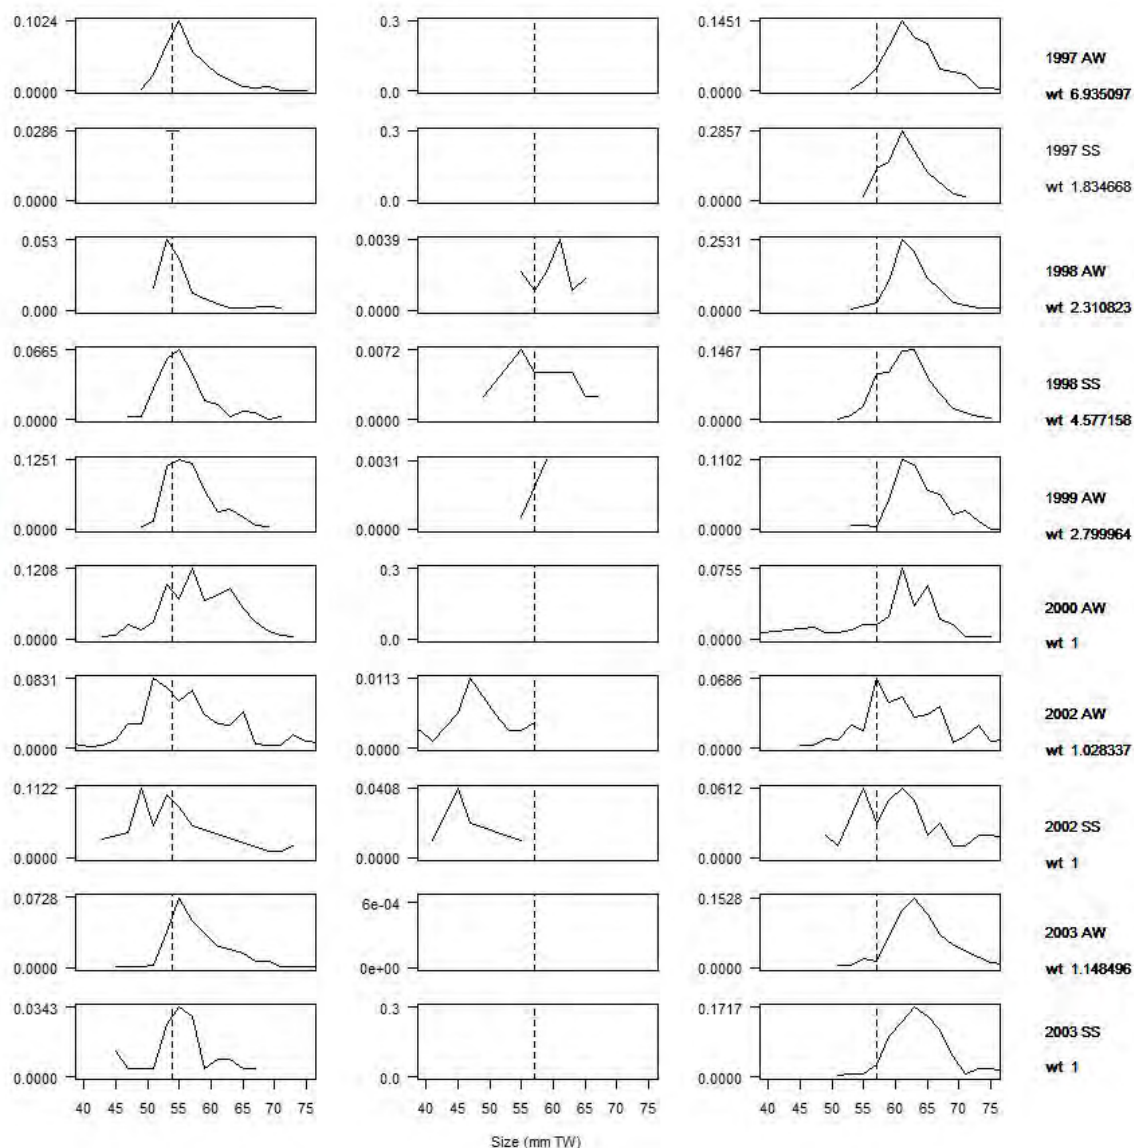 0.1024 0.3 0.1451
1997 AW
0.0000 0.0 0.0000
wt 6.935097
0.0286 0.3 0.2857
1997 SS
wt 1.834668
0.0000 0.0 0.0000
0.053 0.0039 0.2531
1998 AW
0.000 0.0000 0.0000
wt 2.310823
0.0665 0.0072 0.1467
1998 SS
0.0000 0.0000 0.0000
wt 4.577158
0.1251 0.0031 0.1102
1999 AW
0.0000 0.0000 0.0000
wt 2.799964
0.1208 0.3 0.0755
2000 AW
0.0000 0.0 0.0000
wt 1
0.0831 0.0113 0.0686
2002 AW
0.0000 0.0000 0.0000
wt 1.028337
0.1122 0.0408 0.0612
2002 SS
0.0000 0.0000 0.0000
wt 1
0.0728 6e-04 0.1528
2003 AW
0.0000 0e+00 0.0000
wt 1.148496
0.0343 0.3 0.1717
2003 SS
0.0000 0.0 0.0000
wt 1
40 45 50 55 60 65 70 75 40 45 50 55 60 65 70 75 40 45 50 55 60 65 70 75
Size (mm TW)